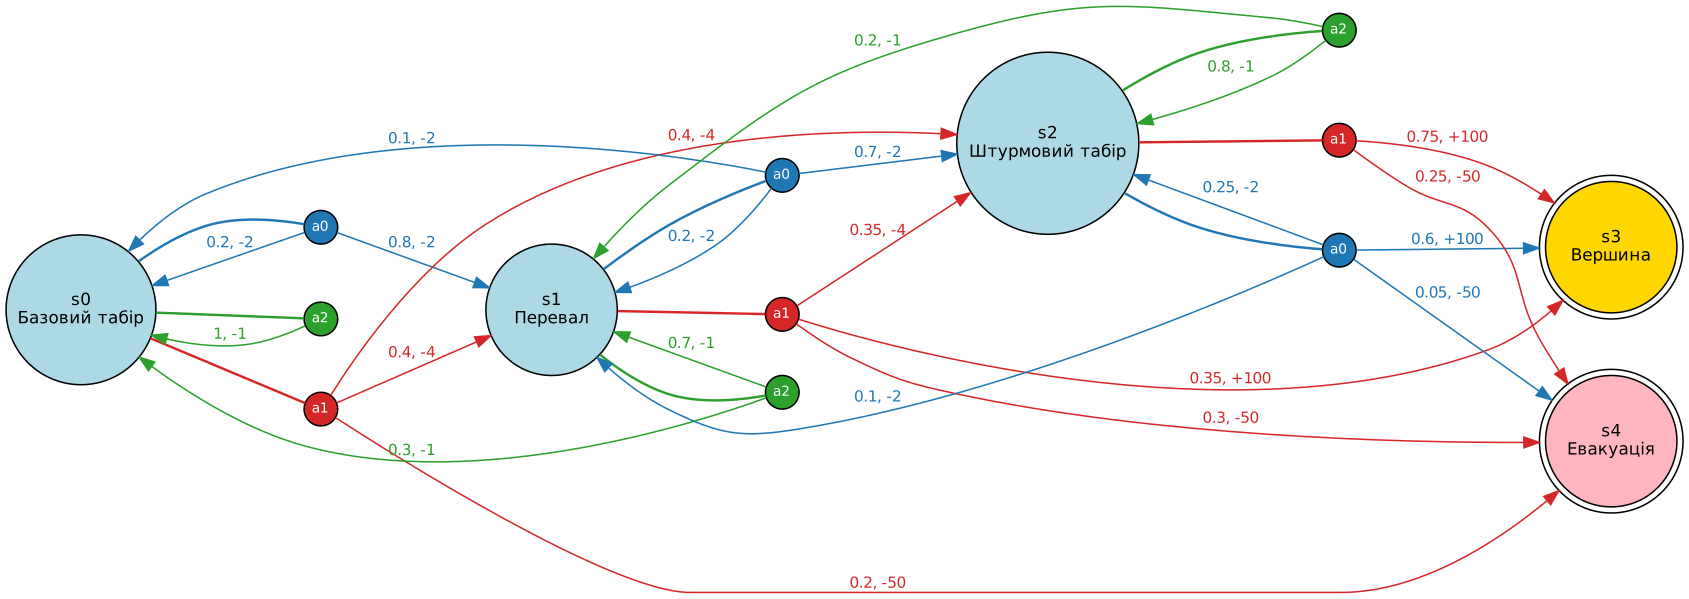 a2
0.2, -1
0.8, -1
s2
Штурмовий табір
0.1, -2
0.4, -4
a1
0.75, +100
0.7, -2
a0
0.25, -50
0.25, -2
a0
0.2, -2
0.8, -2
0.2, -2
0.35, -4
a0
0.6, +100
s3
Вершина
s0
Базовий табір
a2
1, -1
s1
Перевал
a1
0.05, -50
0.4, -4
0.7, -1
0.35, +100
a1
a2
0.1, -2
0.3, -50
0.3, -1
s4
Евакуація
0.2, -50